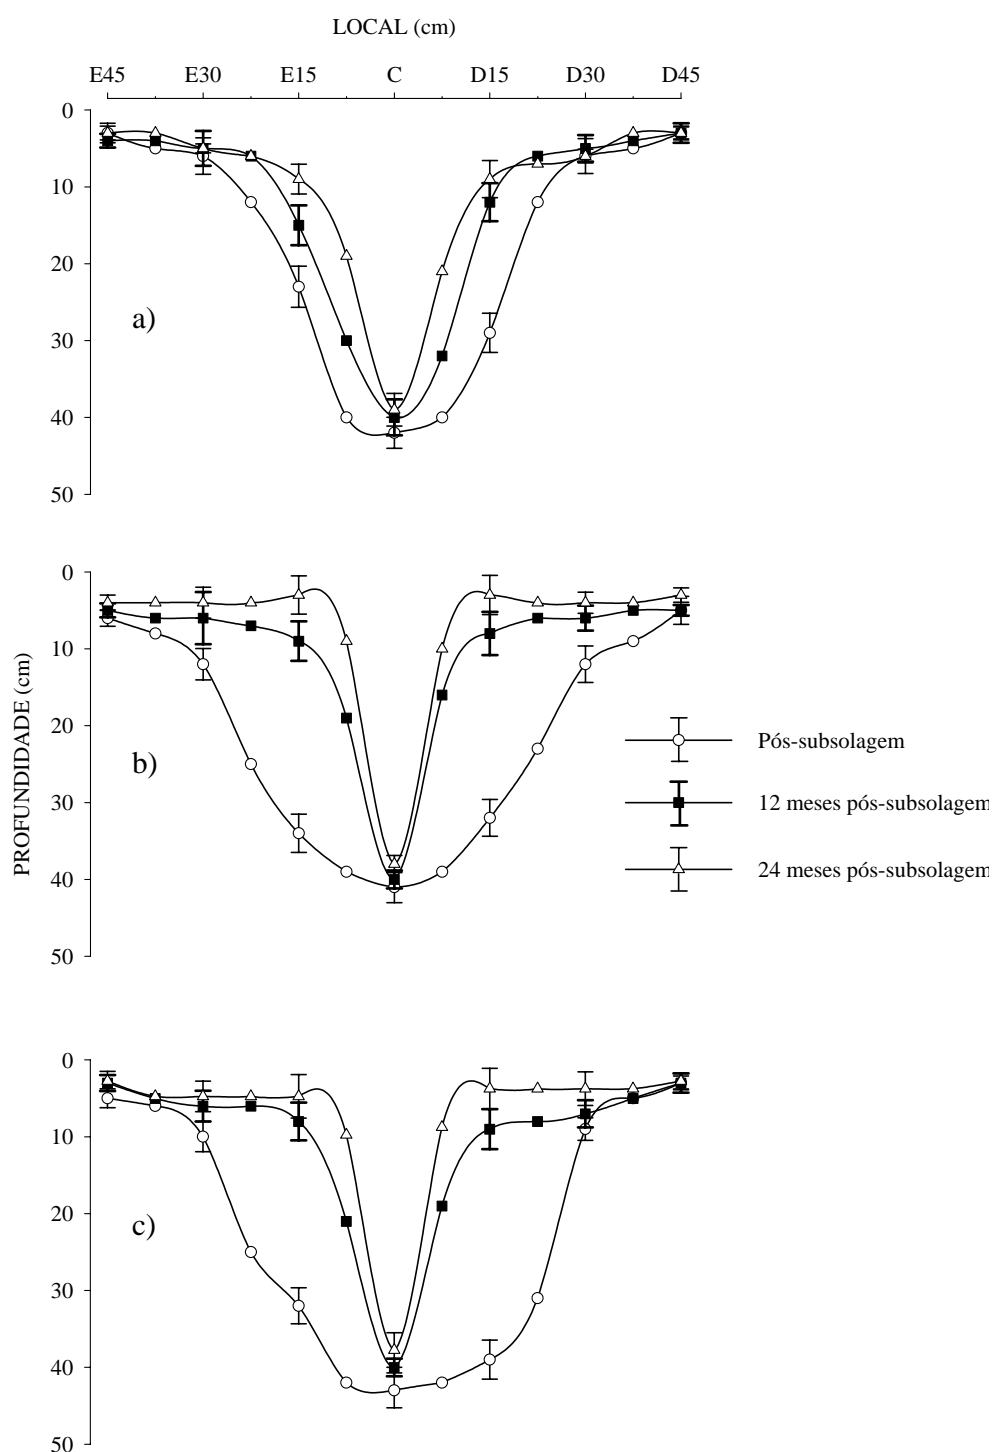 LOCAL (cm)
E45 E30 E15 C D15 D30 D45
0
10
20
30
40
50
a)
PROFUNDIDADE (cm)
0
10
20
30
40
50
b)
Pós-subsolagem
12 meses pós-subsolagem
24 meses pós-subsolagem
0
10
20
30
40
50
c)